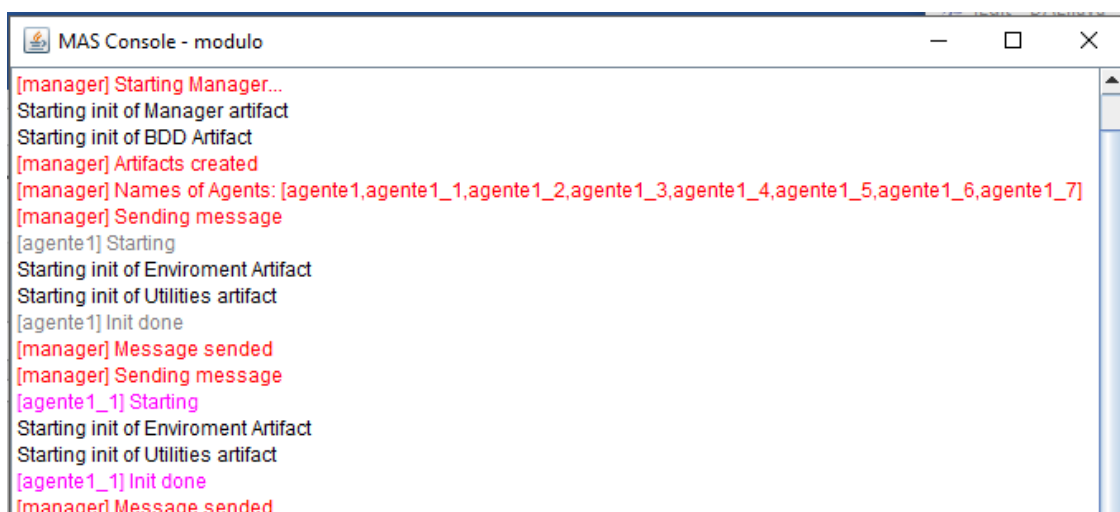 MAS Console - modulo
[manager] Starting Manager...
Starting init of Manager artifact
Starting init of BDD Artifact
[manager] Artifacts created
[manager] Names of Agents: [agente1,agente1_1,agente1_2,agente1_3,agente1_4,agente1_5,agente1_6,agente1_7]
[manager] Sending message
[agente1] Starting
Starting init of Enviroment Artifact
Starting init of Utilities artifact
[agente1] Init done
[manager] Message sended
[manager] Sending message
[agente1_1] Starting
Starting init of Enviroment Artifact
Starting init of Utilities artifact
[agente1_1] Init done
[manager] Message sended